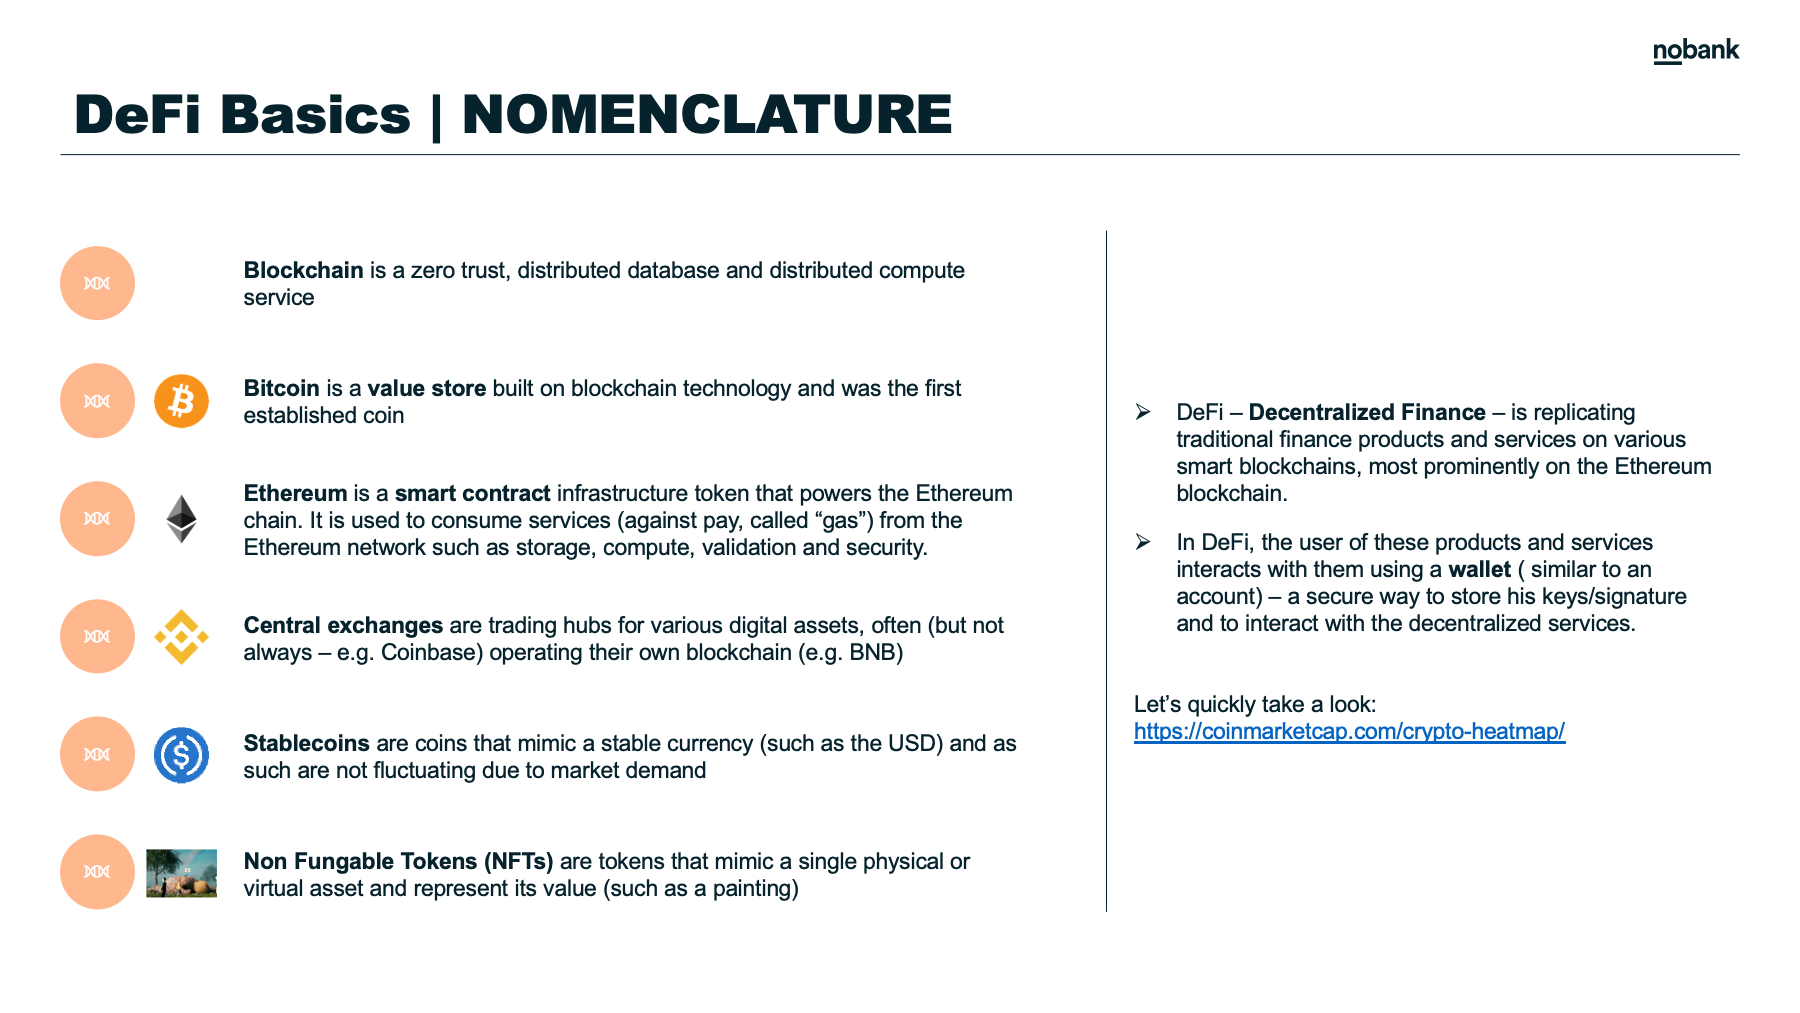 nobank
DeFi Basics | NOMENCLATURE
Blockchain is a zero trust, distributed database and distributed compute
service
Bitcoin is a value store built on blockchain technology and was the first
established coin
Ethereum is a smart contract infrastructure token that powers the Ethereum
chain. It is used to consume services (against pay, called “gas”) from the
Ethereum network such as storage, compute, validation and security.
Central exchanges are trading hubs for various digital assets, often (but not
always – e.g. Coinbase) operating their own blockchain (e.g. BNB)
Stablecoins are coins that mimic a stable currency (such as the USD) and as
such are not fluctuating due to market demand
Non Fungable Tokens (NFTs) are tokens that mimic a single physical or
virtual asset and represent its value (such as a painting)
➢ DeFi – Decentralized Finance – is replicating
traditional finance products and services on various
smart blockchains, most prominently on the Ethereum
blockchain.
➢ In DeFi, the user of these products and services
interacts with them using a wallet ( similar to an
account) – a secure way to store his keys/signature
and to interact with the decentralized services.
Let’s quickly take a look:
https://coinmarketcap.com/crypto-heatmap/